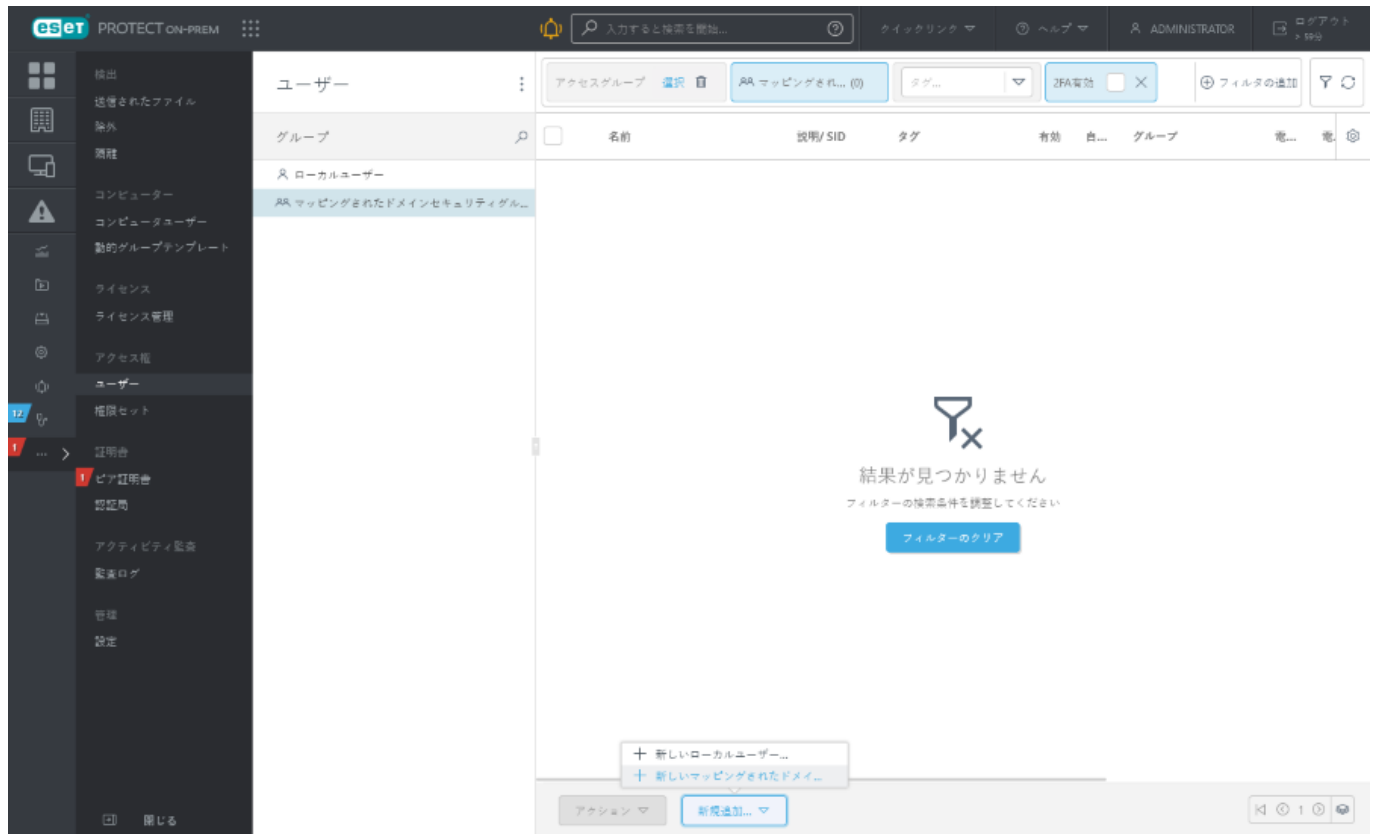 eseT PROTECT ON-PREM
入力すると検索を開始...
クイックリンク
ヘルプ
ADMINISTRATOR
ログアウト
> 59分
検出
送信されたファイル
除外
隔離
コンピューター
コンピュータユーザー
動的グループテンプレート
ライセンス
ライセンス管理
アクセス権
ユーザー
権限セット
12
1
証明書
1
ピア証明書
認証局
アクティビティ監査
監査ログ
管理
設定
閉じる
ユーザー
グループ
ローカルユーザー
マッピングされたドメインセキュリティグル...
アクセスグループ 選択
マッピングされ... (0)
タグ...
2FA有効
フィルタの追加
名前
説明/ SID
タグ
有効
自...
グループ
電...
電.
結果が見つかりません
フィルターの検索条件を調整してください
フィルターのクリア
新しいローカルユーザー...
新しいマッピングされたドメイ...
アクション
新規追加...
1